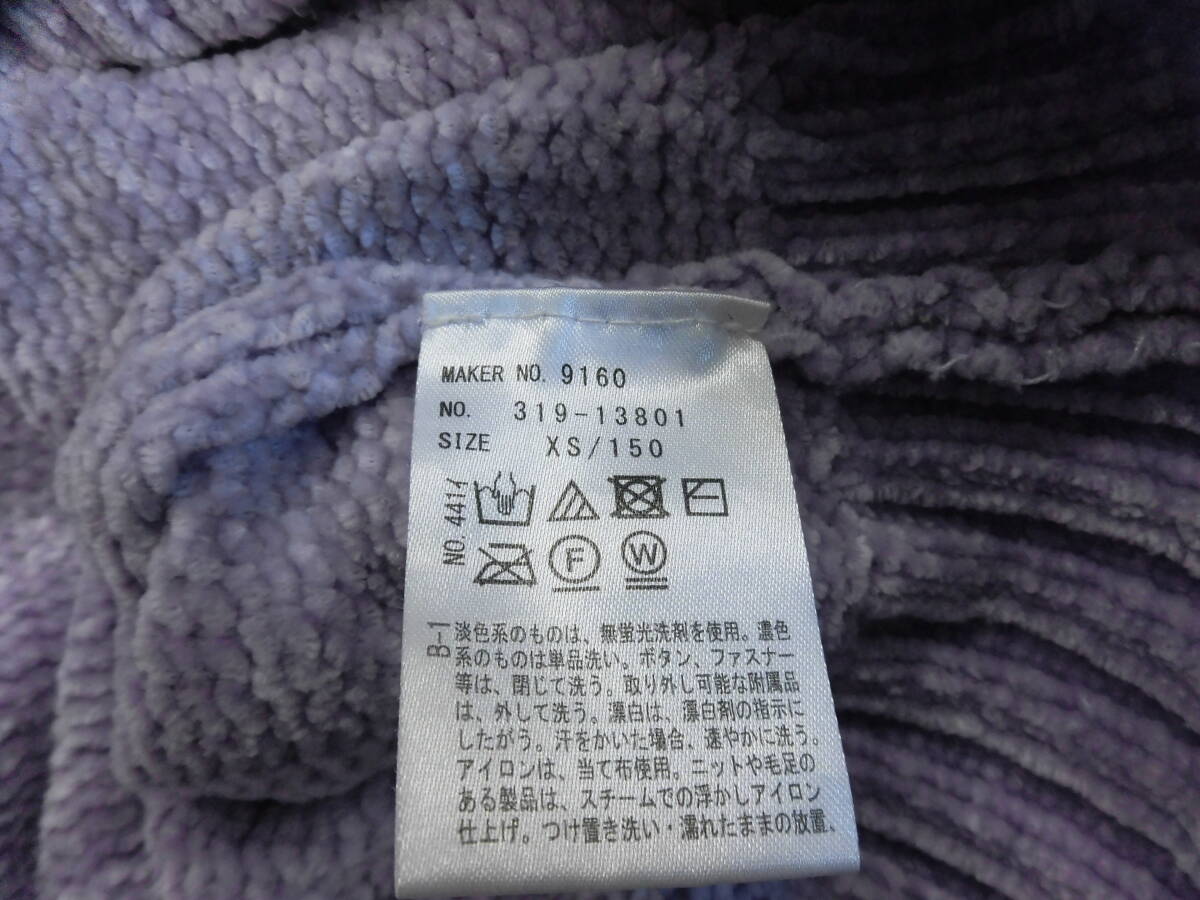 MAKER NO. 9160
NO. 319-13801
SIZE XS/150
NO.441イ
F W
B-1
淡色系のものは、無蛍光洗剤を使用。濃色
系のものは単品洗い。ボタン、ファスナー
等は、閉じて洗う。取り外し可能な附属品
は、外して洗う。漂白は、漂白剤の指示に
したがう。汗をかいた場合、速やかに洗う。
アイロンは、当て布使用。ニットや毛足の
ある製品は、スチームでの浮かしアイロン
仕上げ。つけ置き洗い・濡れたままの放置、